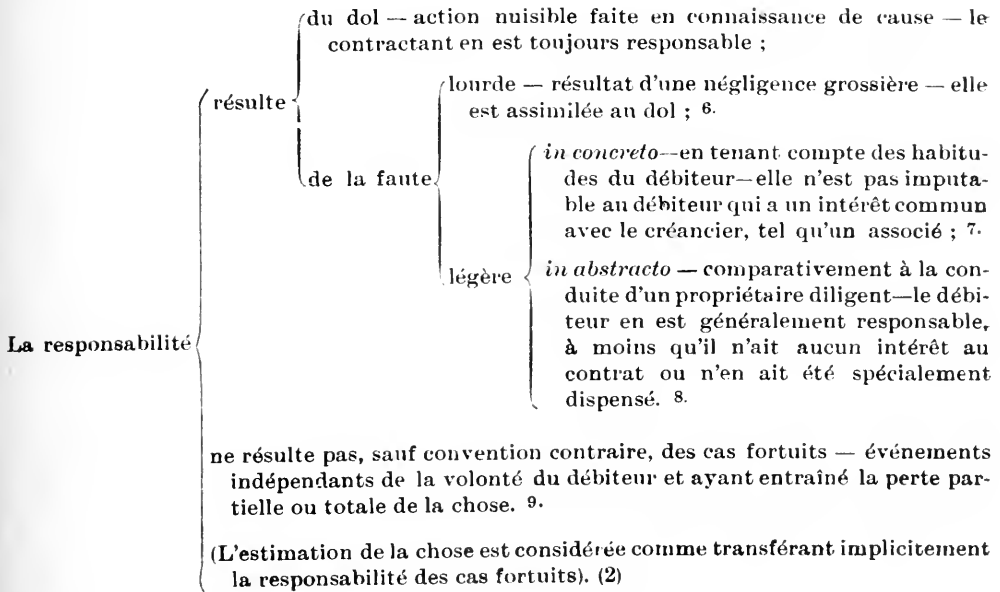 du dol — action nuisible faite en connaissance de cause — le
contractant en est toujours responsable ;
résulte
lourde — résultat d'une négligence grossière — elle
est assimilée au dol ; 6.
de la faute
in concreto—en tenant compte des habitu-
des du débiteur—elle n'est pas imputa-
ble au débiteur qui a un intérêt commun
avec le créancier, tel qu'un associé ; 7.
légère
in abstracto — comparativement à la con-
duite d'un propriétaire diligent—le débi-
teur en est généralement responsable,
à moins qu'il n'ait aucun intérêt au
contrat ou n'en ait été spécialement
dispensé. 8.
La responsabilité
ne résulte pas, sauf convention contraire, des cas fortuits — événements
indépendants de la volonté du débiteur et ayant entraîné la perte par-
tielle ou totale de la chose. 9.
(L'estimation de la chose est considérée comme transférant implicitement
la responsabilité des cas fortuits). (2)